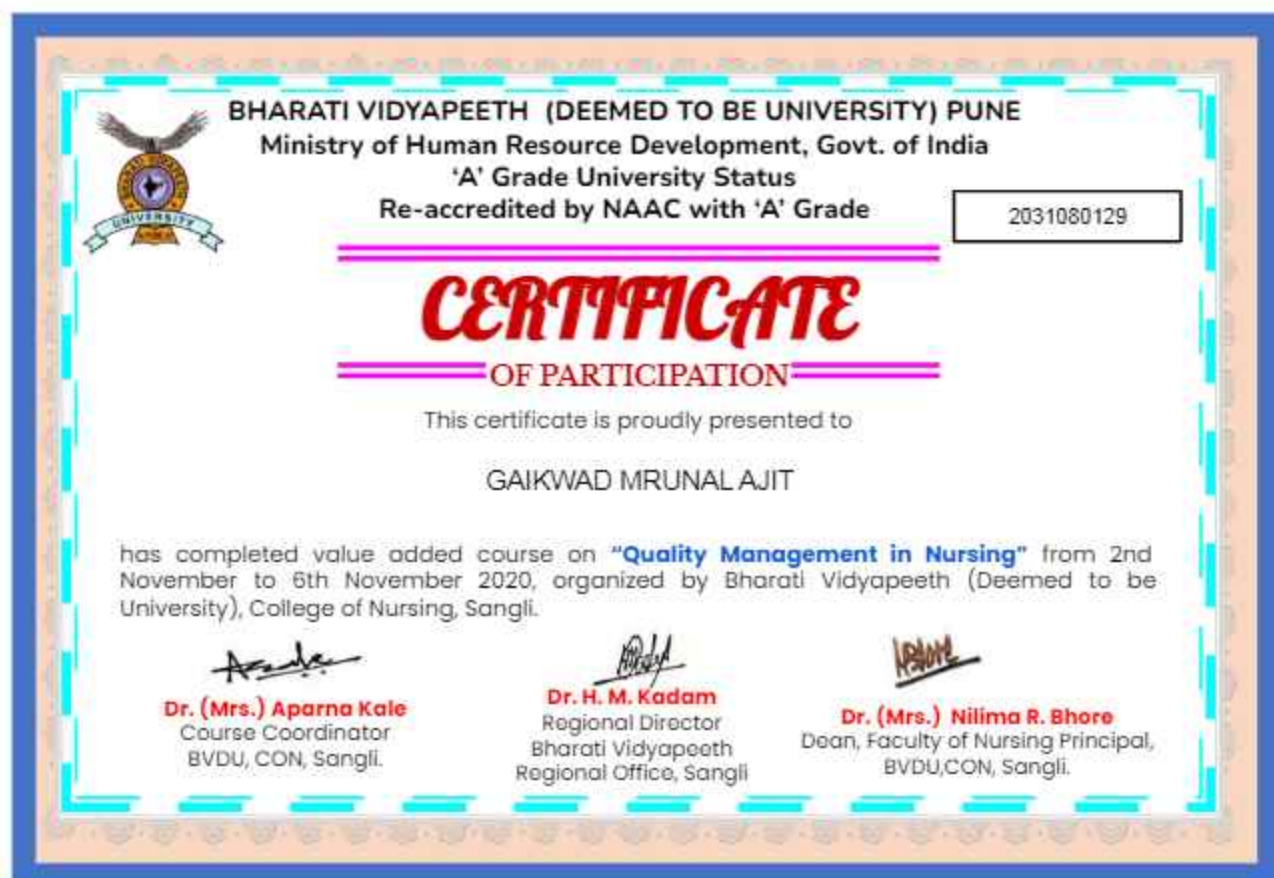 BHARATI VIDYAPEETH (DEEMED TO BE UNIVERSITY) PUNE
Ministry of Human Resource Development, Govt. of India
‘A’ Grade University Status
Re-accredited by NAAC with ‘A’ Grade
2031080129
BHARATI VIDYAPEETH
UNIVERSITY
CERTIFICATE
OF PARTICIPATION
This certificate is proudly presented to
GAIKWAD MRUNAL AJIT
has completed value added course on “Quality Management in Nursing” from 2nd
November to 6th November 2020, organized by Bharati Vidyapeeth (Deemed to be
University), College of Nursing, Sangli.
Dr. (Mrs.) Aparna Kale
Course Coordinator
BVDU, CON, Sangli.
Dr. H. M. Kadam
Regional Director
Bharati Vidyapeeth
Regional Office, Sangli
Dr. (Mrs.) Nilima R. Bhore
Dean, Faculty of Nursing Principal,
BVDU,CON, Sangli.